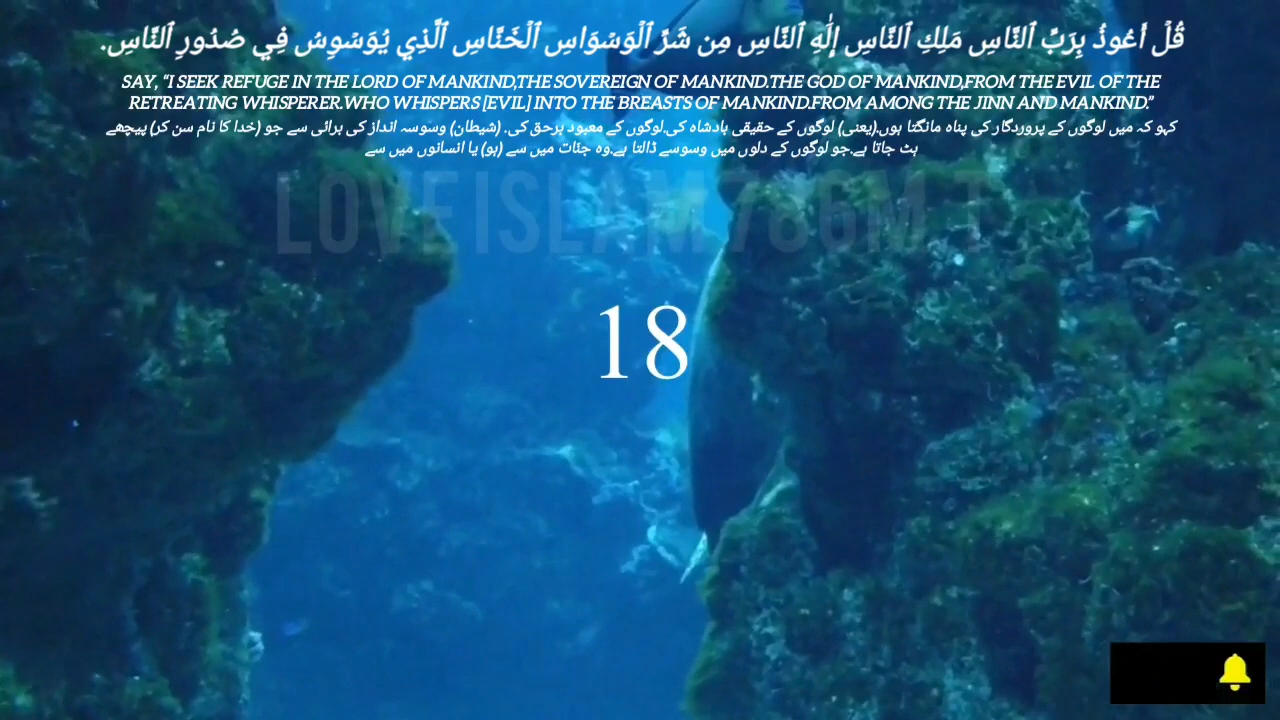 قُلْ أَعُوذُ بِرَبِّ ٱلنَّاسِ مَلِكِ ٱلنَّاسِ إِلَٰهِ ٱلنَّاسِ مِن شَرِّ ٱلْوَسْوَاسِ ٱلْخَنَّاسِ ٱلَّذِي يُوَسْوِسُ فِي صُدُورِ ٱلنَّاسِ.
SAY, “I SEEK REFUGE IN THE LORD OF MANKIND,THE SOVEREIGN OF MANKIND.THE GOD OF MANKIND,FROM THE EVIL OF THE
RETREATING WHISPERER.WHO WHISPERS [EVIL] INTO THE BREASTS OF MANKIND.FROM AMONG THE JINN AND MANKIND.”
کہو کہ میں لوگوں کے پروردگار کی پناہ مانگتا ہوں.(یعنی) لوگوں کے حقیقی بادشاہ کی.لوگوں کے معبود برحق کی. (شیطان) وسوسہ انداز کی برائی سے جو (خدا کا نام سن کر) پیچھے
ہٹ جاتا ہے.جو لوگوں کے دلوں میں وسوسے ڈالتا ہے.وہ جنّات میں سے (ہو) یا انسانوں میں سے
LOVE ISLAM 786M.T
18